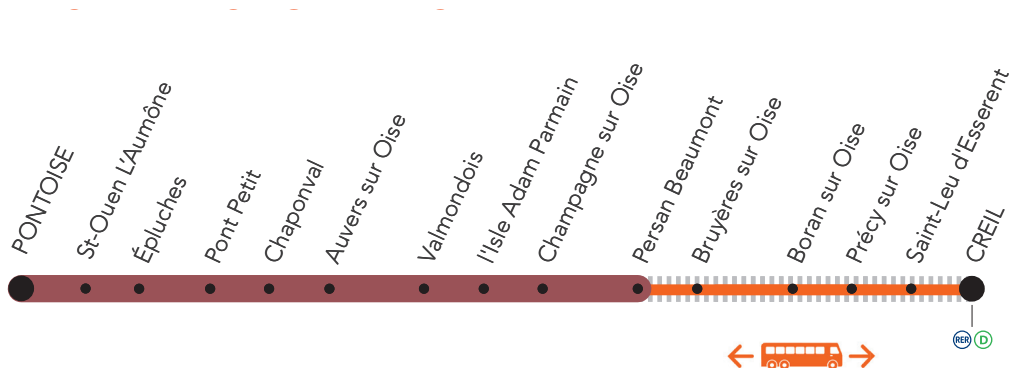 PONTOISE
St-Ouen L'Aumône
Épluches
Pont Petit
Chaponval
Auvers sur Oise
Valmondois
l'Isle Adam Parmain
Champagne sur Oise
Persan Beaumont
Bruyères sur Oise
Boran sur Oise
Précy sur Oise
Saint-Leu d'Esserent
CREIL
RER D